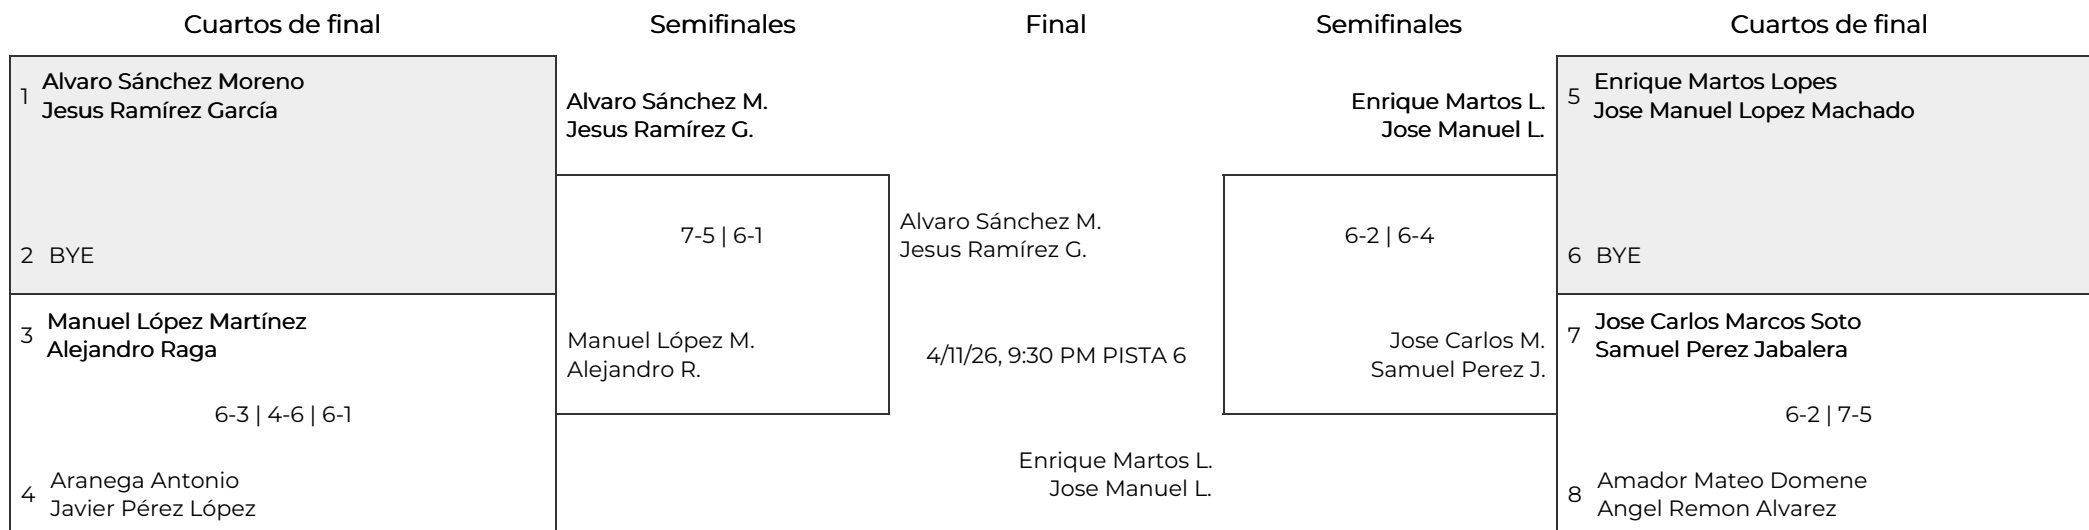 Cuartos de final
Semifinales
Final
Semifinales
Cuartos de final
1 Alvaro Sánchez Moreno
Jesus Ramírez García
2 BYE
3 Manuel López Martínez
Alejandro Raga
6-3 | 4-6 | 6-1
4 Aranega Antonio
Javier Pérez López
Alvaro Sánchez M.
Jesus Ramírez G.
7-5 | 6-1
Manuel López M.
Alejandro R.
Alvaro Sánchez M.
Jesus Ramírez G.
4/11/26, 9:30 PM PISTA 6
Enrique Martos L.
Jose Manuel L.
Enrique Martos L.
Jose Manuel L.
6-2 | 6-4
Jose Carlos M.
Samuel Perez J.
5 Enrique Martos Lopes
Jose Manuel Lopez Machado
6 BYE
7 Jose Carlos Marcos Soto
Samuel Perez Jabalera
6-2 | 7-5
8 Amador Mateo Domene
Angel Remon Alvarez